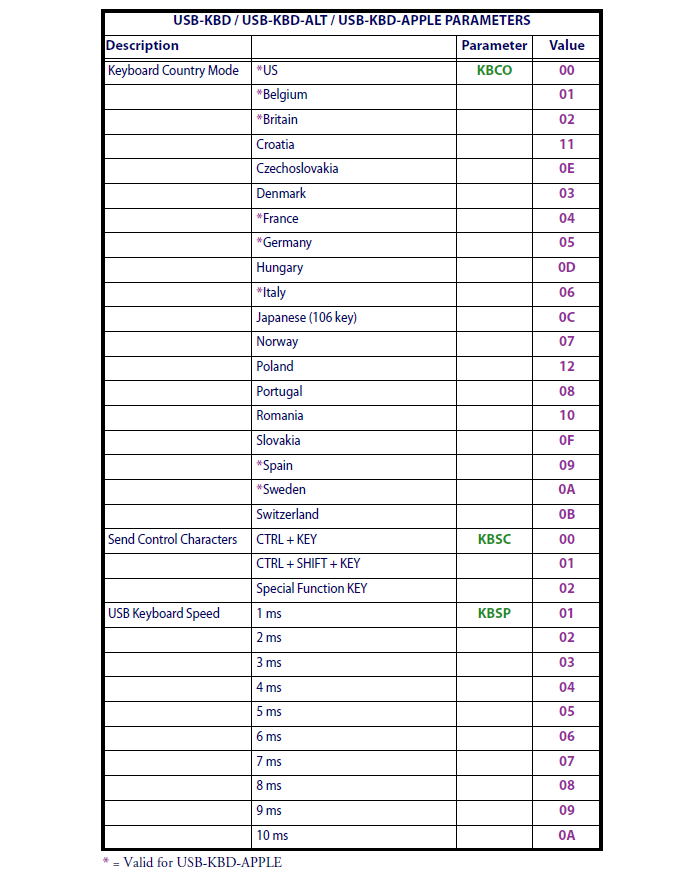 USB-KBD / USB-KBD-ALT / USB-KBD-APPLE PARAMETERS
Description Parameter Value
Keyboard Country Mode *US KBCO 00
*Belgium 01
*Britain 02
Croatia 11
Czechoslovakia 0E
Denmark 03
*France 04
*Germany 05
Hungary 0D
*Italy 06
Japanese (106 key) 0C
Norway 07
Poland 12
Portugal 08
Romania 10
Slovakia 0F
*Spain 09
*Sweden 0A
Switzerland 0B
Send Control Characters CTRL + KEY KBSC 00
CTRL + SHIFT + KEY 01
Special Function KEY 02
USB Keyboard Speed 1 ms KBSP 01
2 ms 02
3 ms 03
4 ms 04
5 ms 05
6 ms 06
7 ms 07
8 ms 08
9 ms 09
10 ms 0A
* = Valid for USB-KBD-APPLE